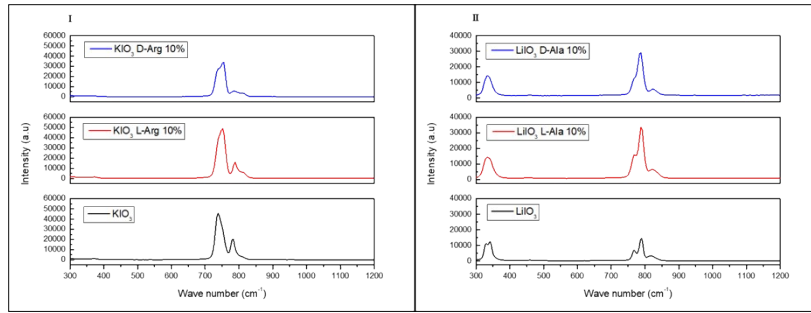 I
Intensity (a.u)
60000
50000
40000
30000
20000
10000
0
KIO₃ D-Arg 10%
60000
50000
40000
30000
20000
10000
0
KIO₃ L-Arg 10%
60000
50000
40000
30000
20000
10000
0
KIO₃
300 400 500 600 700 800 900 1000 1100 1200
Wave number (cm⁻¹)
II
Intensity (a.u)
40000
30000
20000
10000
0
LiIO₃ D-Ala 10%
40000
30000
20000
10000
0
LiIO₃ L-Ala 10%
40000
30000
20000
10000
0
LiIO₃
300 400 500 600 700 800 900 1000 1100 1200
Wave number (cm⁻¹)